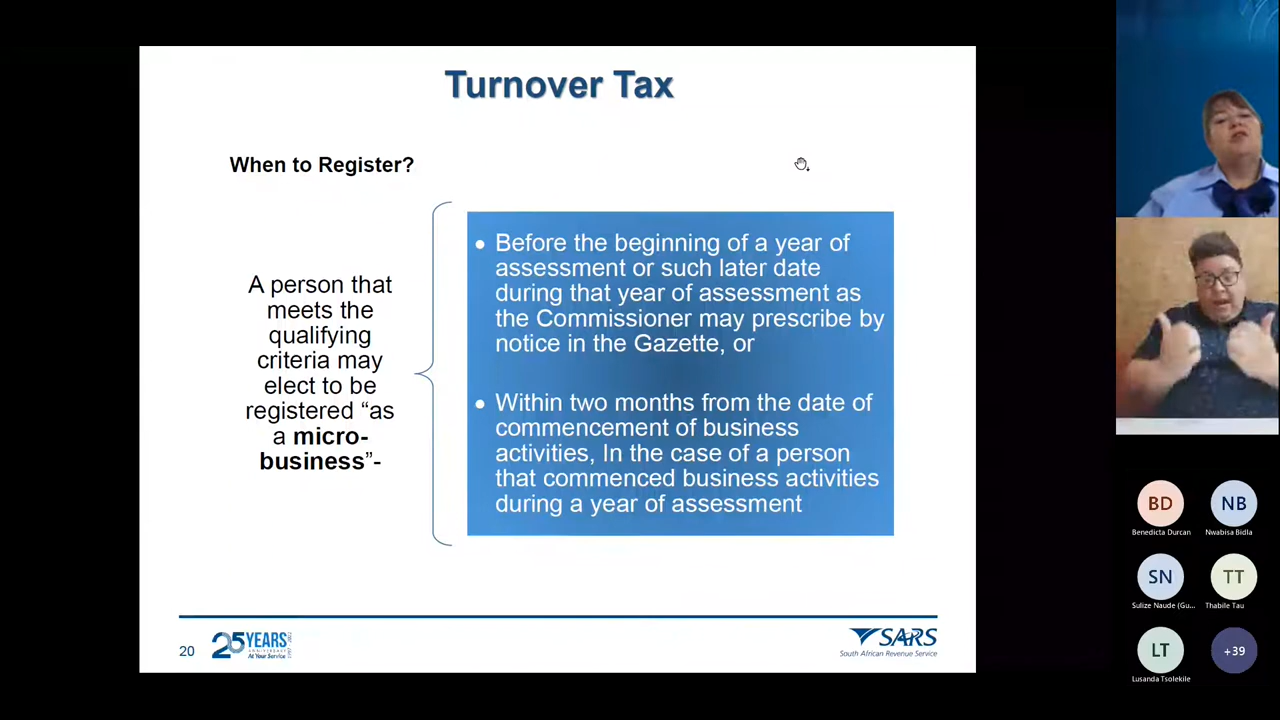 Turnover Tax
When to Register?
A person that
meets the
qualifying
criteria may
elect to be
registered “as
a micro-
business”-
• Before the beginning of a year of
assessment or such later date
during that year of assessment as
the Commissioner may prescribe by
notice in the Gazette, or
• Within two months from the date of
commencement of business
activities, In the case of a person
that commenced business activities
during a year of assessment
20
25 YEARS
ANNIVERSARY
At Your Service
SARS
South African Revenue Service
BD
Benedicta Durcan
NB
Nwabisa Bidla
SN
Sulize Naude (Gu...
TT
Thabile Tau
LT
Lusanda Tsolekile
+39